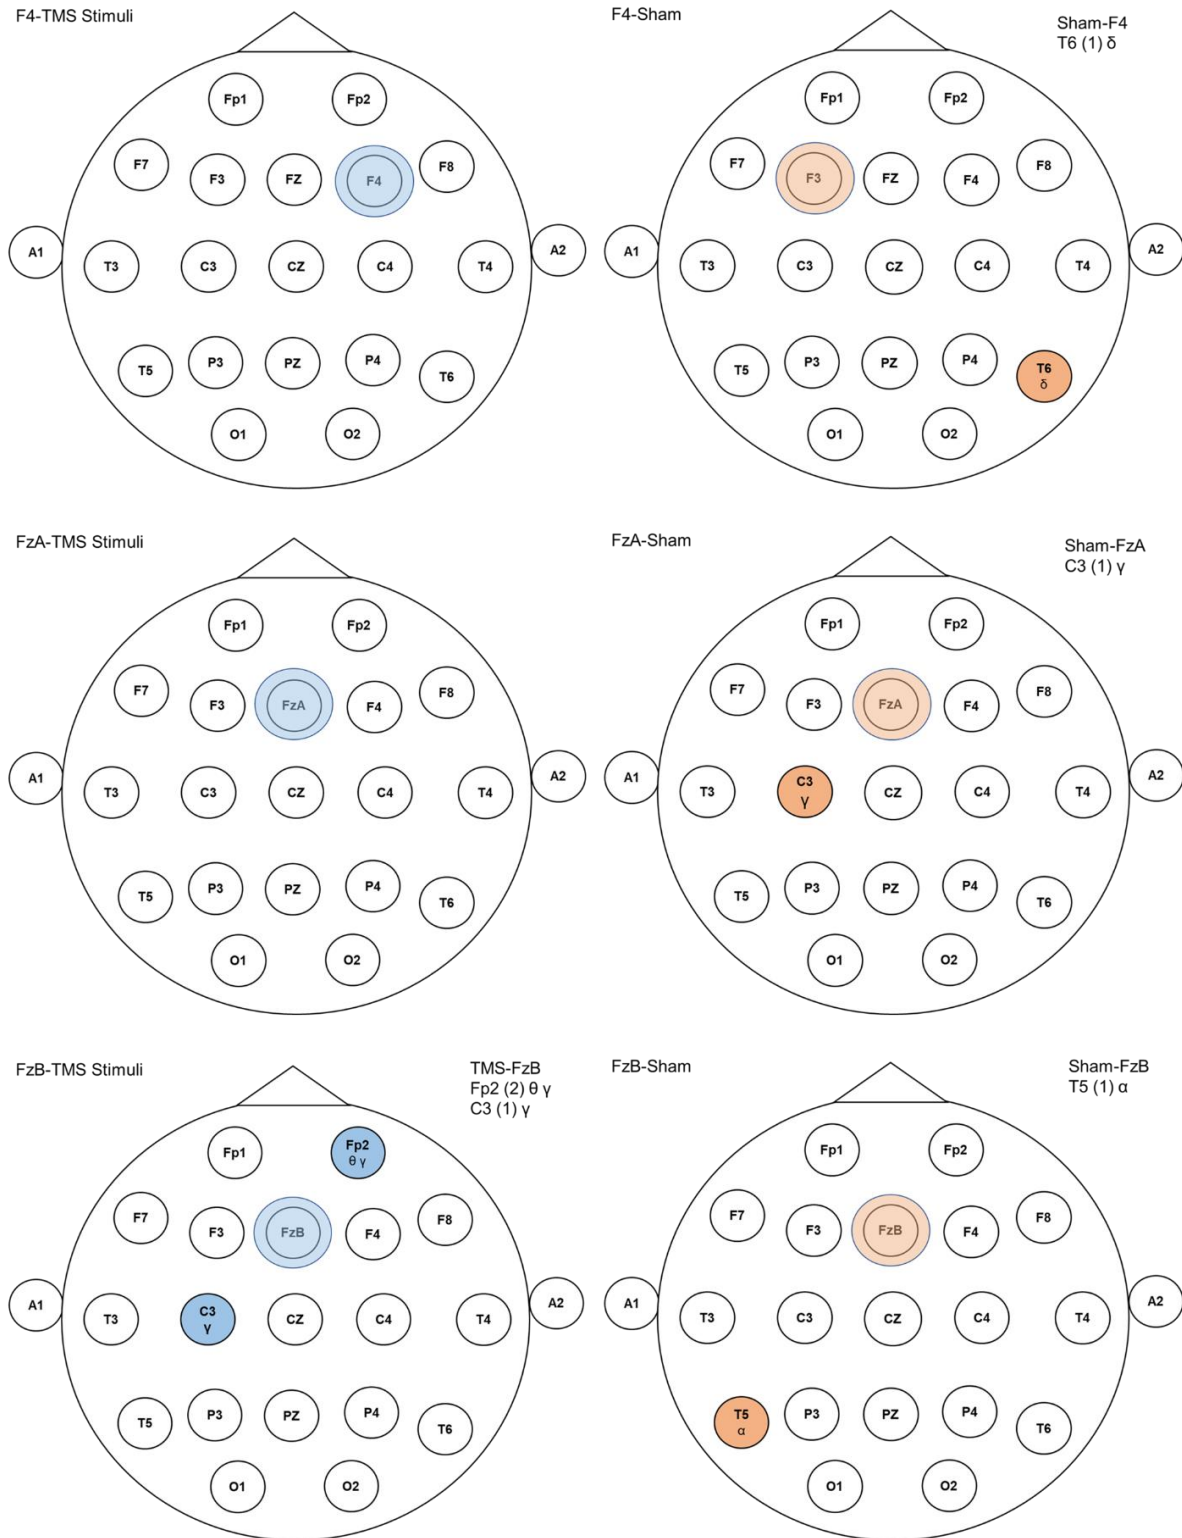 F4-TMS Stimuli
Fp1 Fp2
F7 F3 FZ F4 F8
A1 A2
T3 C3 CZ C4 T4
T5 P3 PZ P4 T6
O1 O2
F4-Sham
Sham-F4
T6 (1) δ
Fp1 Fp2
F7 F3 FZ F4 F8
A1 A2
T3 C3 CZ C4 T4
T5 P3 PZ P4 T6
δ
O1 O2
FzA-TMS Stimuli
Fp1 Fp2
F7 F3 FzA F4 F8
A1 A2
T3 C3 CZ C4 T4
T5 P3 PZ P4 T6
O1 O2
FzA-Sham
Sham-FzA
C3 (1) γ
Fp1 Fp2
F7 F3 FzA F4 F8
A1 A2
T3 C3 CZ C4 T4
γ
T5 P3 PZ P4 T6
O1 O2
FzB-TMS Stimuli
TMS-FzB
Fp2 (2) θ γ
C3 (1) γ
Fp1 Fp2
θ γ
F7 F3 FzB F4 F8
A1 A2
T3 C3 CZ C4 T4
γ
T5 P3 PZ P4 T6
O1 O2
FzB-Sham
Sham-FzB
T5 (1) α
Fp1 Fp2
F7 F3 FzB F4 F8
A1 A2
T3 C3 CZ C4 T4
T5 P3 PZ P4 T6
α
O1 O2